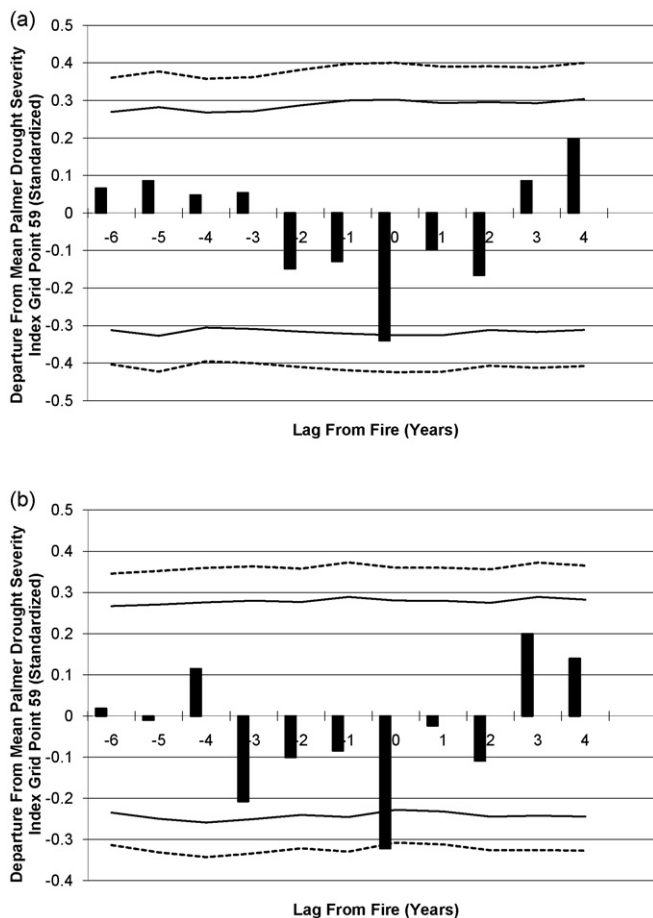 (a)
Departure From Mean Palmer Drought Severity
Index Grid Point 59 (Standardized)
0.5
0.4
0.3
0.2
0.1
0
-0.1
-0.2
-0.3
-0.4
-0.5
-6 -5 -4 -3 -2 -1 0 1 2 3 4
Lag From Fire (Years)
(b)
Departure From Mean Palmer Drought Severity
Index Grid Point 59 (Standardized)
0.5
0.4
0.3
0.2
0.1
0
-0.1
-0.2
-0.3
-0.4
-6 -5 -4 -3 -2 -1 0 1 2 3 4
Lag From Fire (Years)